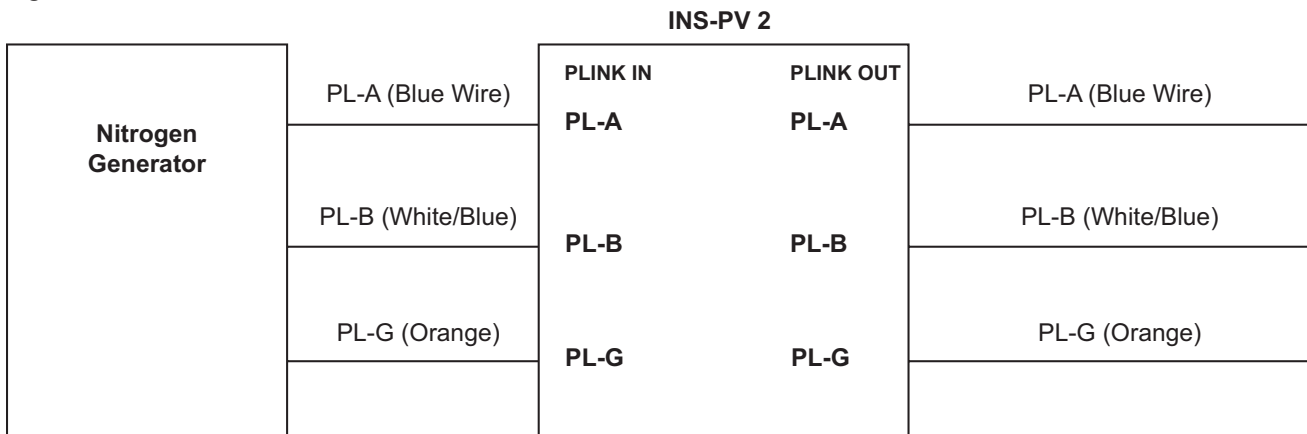 INS-PV 2
Nitrogen
Generator
PL-A (Blue Wire)
PL-B (White/Blue)
PL-G (Orange)
PLINK IN
PL-A
PL-B
PL-G
PLINK OUT
PL-A
PL-B
PL-G
PL-A (Blue Wire)
PL-B (White/Blue)
PL-G (Orange)